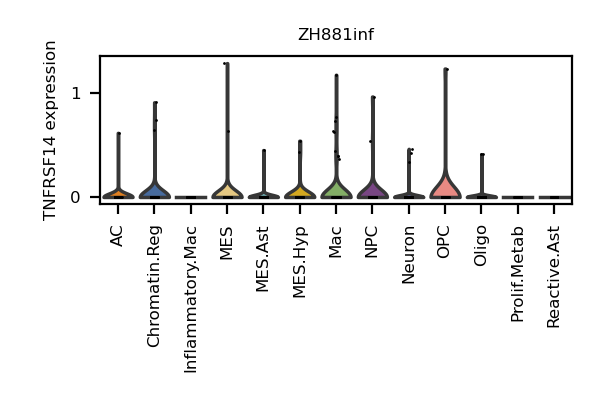 ZH881inf
TNFRSF14 expression
1
0
AC
Chromatin.Reg
Inflammatory.Mac
MES
MES.Ast
MES.Hyp
Mac
NPC
Neuron
OPC
Oligo
Prolif.Metab
Reactive.Ast